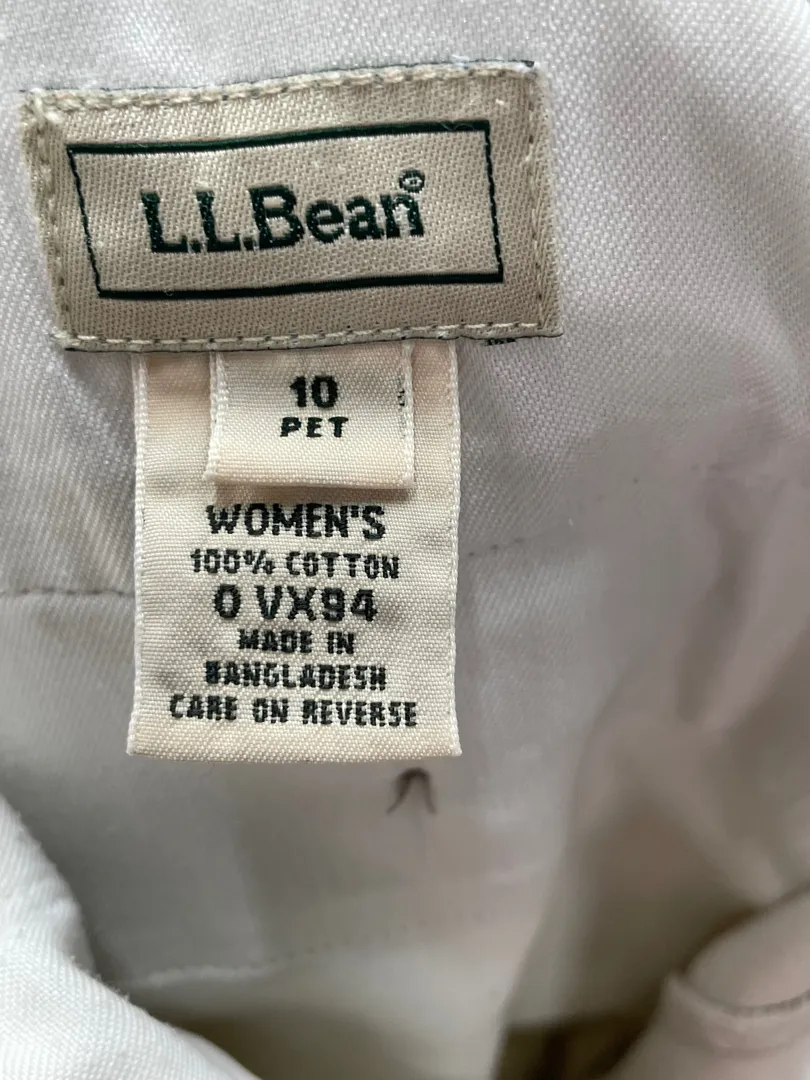 L.L.Bean®
10
PET
WOMEN'S
100% COTTON
0 VX94
MADE IN
BANGLADESH
CARE ON REVERSE